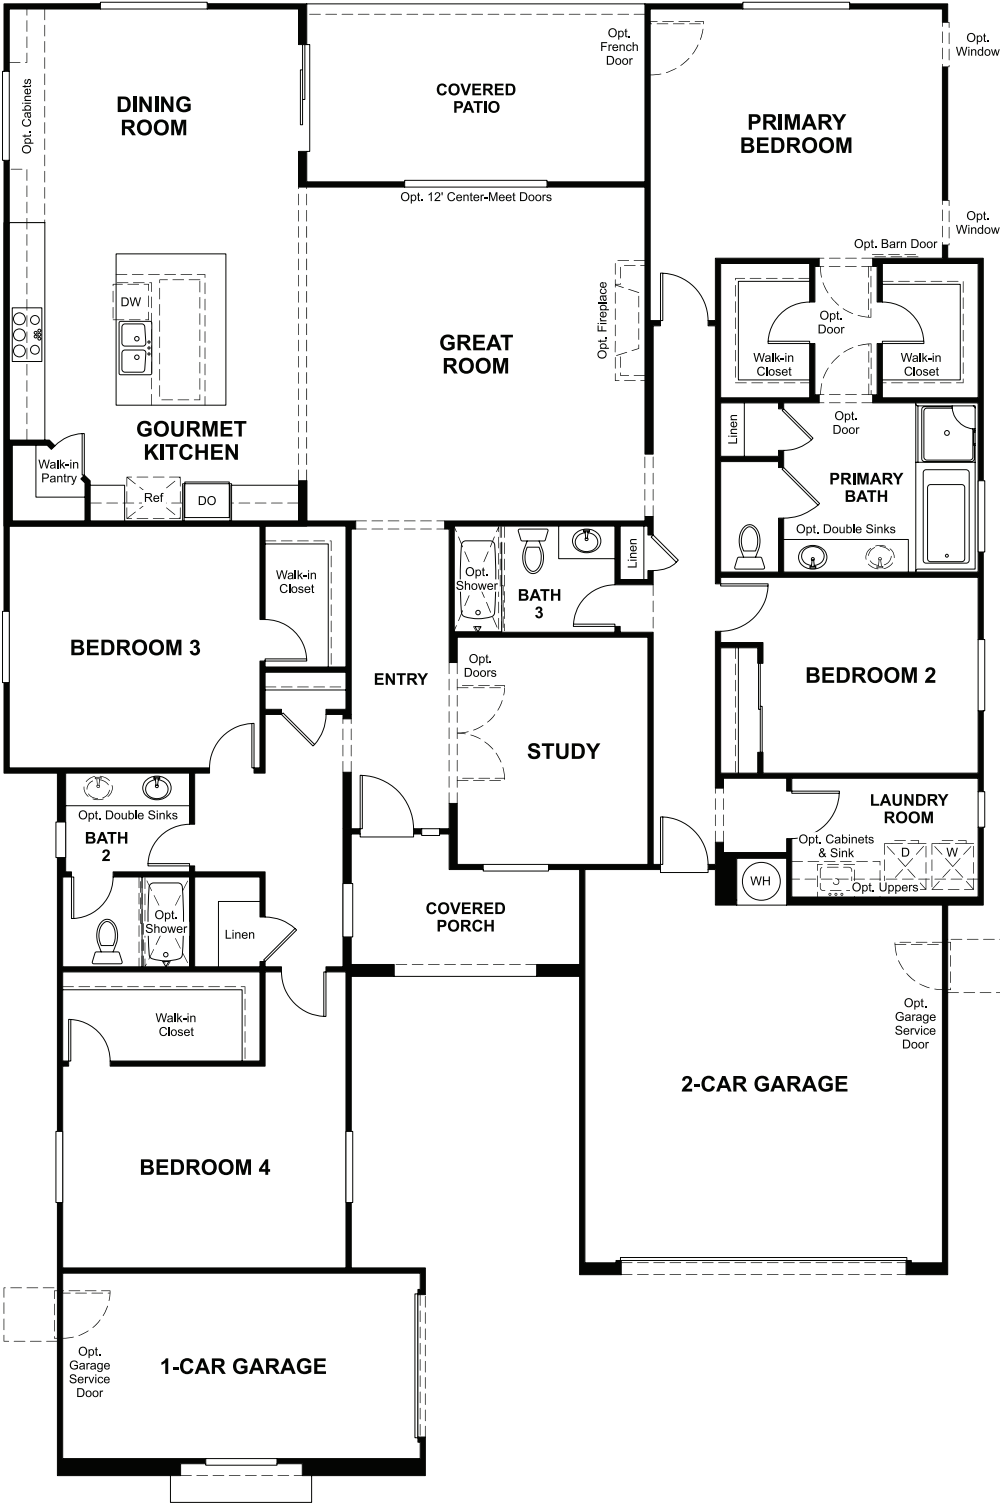 Opt. Cabinets
DINING
ROOM
COVERED
PATIO
Opt.
French
Door
PRIMARY
BEDROOM
Opt.
Window
Opt. 12' Center-Meet Doors
Opt.
Window
Opt. Barn Door
DW
GREAT
ROOM
Opt. Fireplace
Opt.
Door
Walk-in
Closet
Walk-in
Closet
GOURMET
KITCHEN
Walk-in
Pantry
Ref
DO
Linen
Opt.
Door
PRIMARY
BATH
Opt. Double Sinks
Walk-in
Closet
Opt.
Shower
BATH
3
Linen
BEDROOM 3
ENTRY
Opt.
Doors
STUDY
BEDROOM 2
Opt. Double Sinks
BATH
2
LAUNDRY
ROOM
Opt. Cabinets
& Sink
D
W
Opt. Uppers
WH
Opt.
Shower
Linen
COVERED
PORCH
Walk-in
Closet
Opt.
Garage
Service
Door
2-CAR GARAGE
BEDROOM 4
Opt.
Garage
Service
Door
1-CAR GARAGE